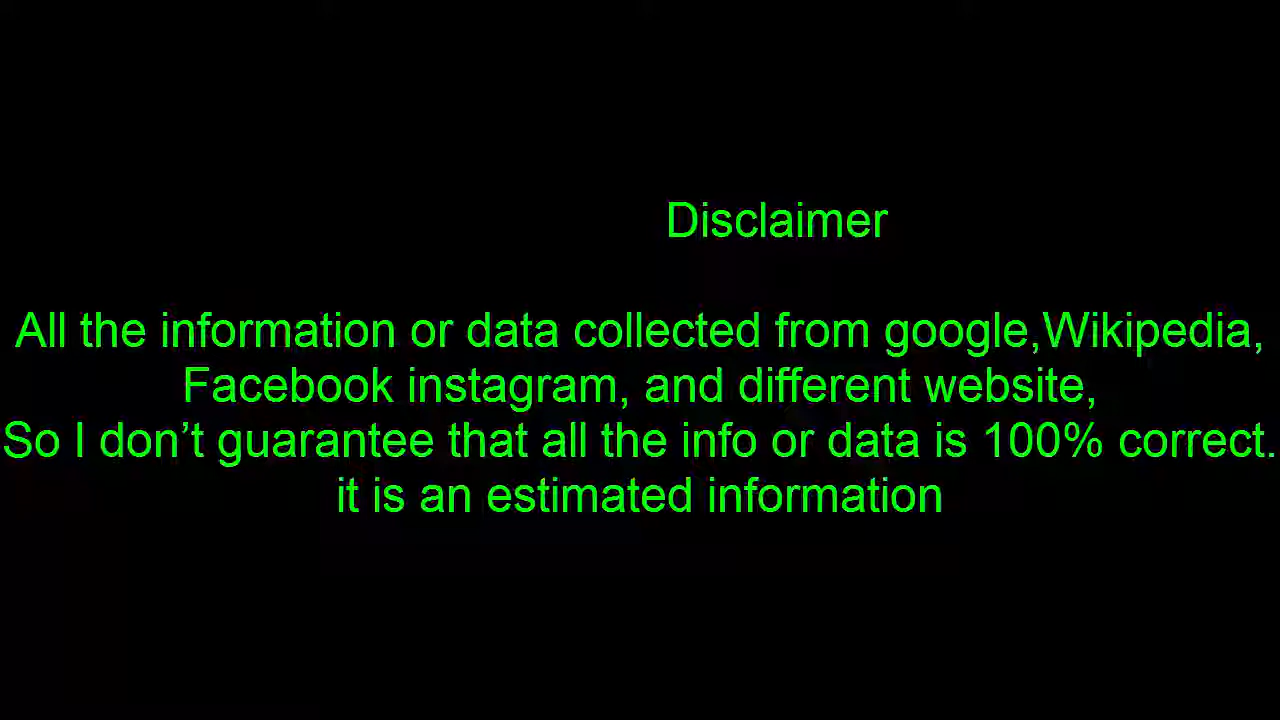 Disclaimer
All the information or data collected from google,Wikipedia,
Facebook instagram, and different website,
So I don’t guarantee that all the info or data is 100% correct.
it is an estimated information